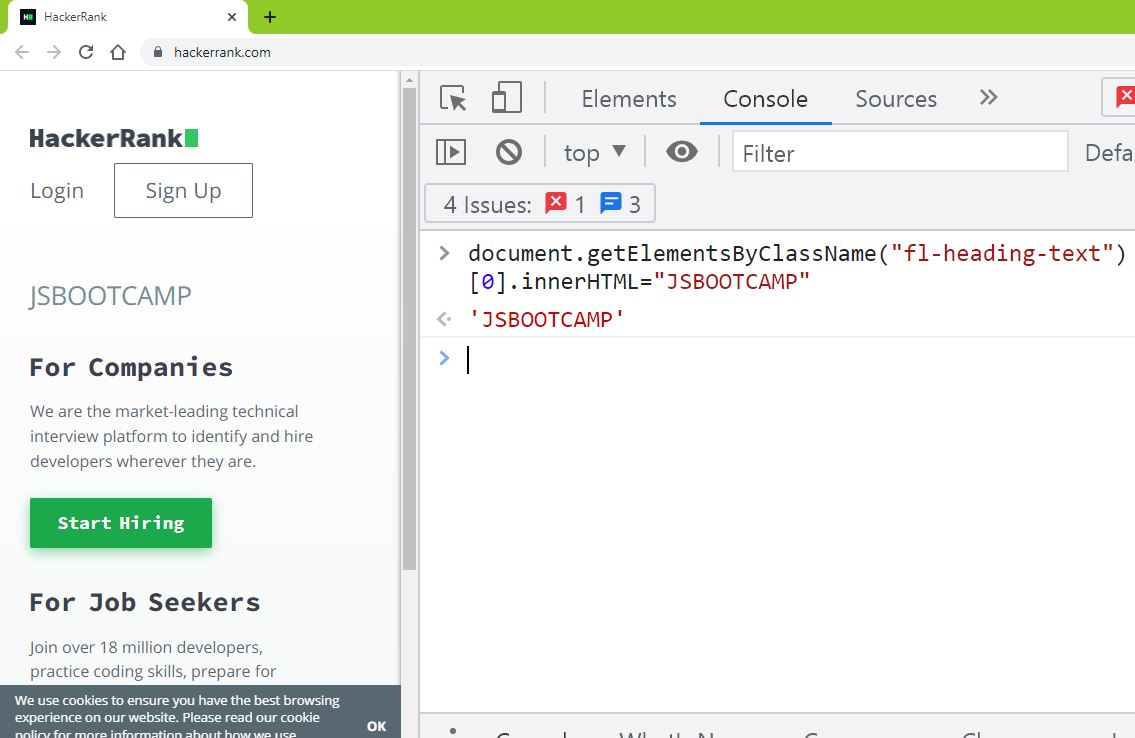 HackerRank
hackerrank.com
HackerRank
Login
Sign Up
JSBOOTCAMP
For Companies
We are the market-leading technical
interview platform to identify and hire
developers wherever they are.
Start Hiring
For Job Seekers
Join over 18 million developers,
practice coding skills, prepare for
We use cookies to ensure you have the best browsing
experience on our website. Please read our cookie
policy for more information about how we use
OK
Elements Console Sources
top Filter Defa
4 Issues: 1 3
document.getElementsByClassName("fl-heading-text")
[0].innerHTML="JSBOOTCAMP"
'JSBOOTCAMP'